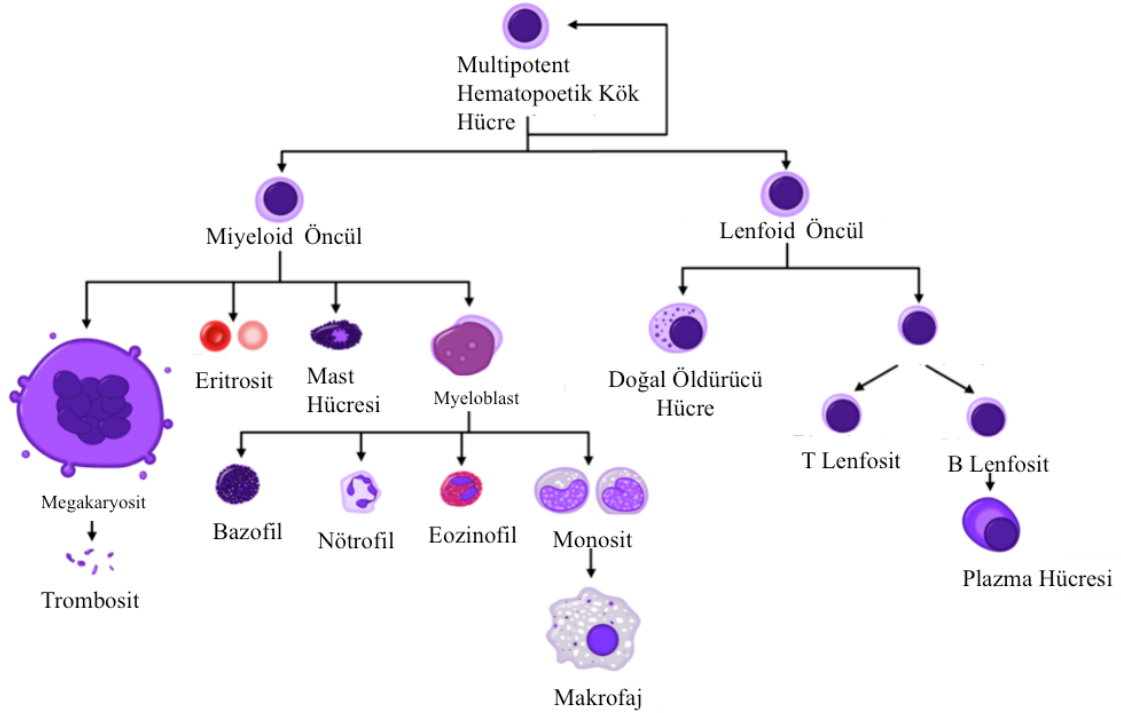 Multipotent
Hematopoetik Kök
Hücre
Miyeloid Öncül
Lenfoid Öncül
Eritrosit
Mast
Hücresi
Myeloblast
Doğal Öldürücü
Hücre
T Lenfosit
B Lenfosit
Megakaryosit
Bazofil
Nötrofil
Eozinofil
Monosit
Plazma Hücresi
Trombosit
Makrofaj